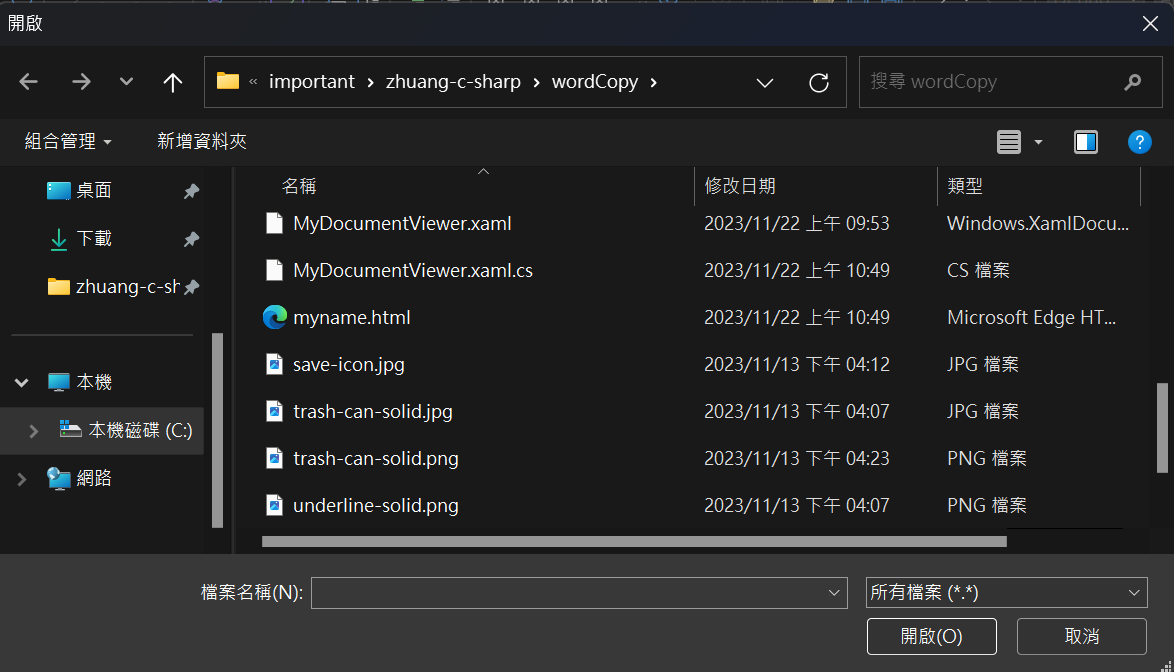 開啟
« important › zhuang-c-sharp › wordCopy ›
搜尋 wordCopy
組合管理
新增資料夾
?
桌面
下載
zhuang-c-sh
本機
本機磁碟 (C:)
網路
名稱 修改日期 類型
MyDocumentViewer.xaml 2023/11/22 上午 09:53 Windows.XamlDocu...
MyDocumentViewer.xaml.cs 2023/11/22 上午 10:49 CS 檔案
myname.html 2023/11/22 上午 10:49 Microsoft Edge HT...
save-icon.jpg 2023/11/13 下午 04:12 JPG 檔案
trash-can-solid.jpg 2023/11/13 下午 04:07 JPG 檔案
trash-can-solid.png 2023/11/13 下午 04:23 PNG 檔案
underline-solid.png 2023/11/13 下午 04:07 PNG 檔案
檔案名稱(N):
所有檔案 (*.*)
開啟(O)
取消